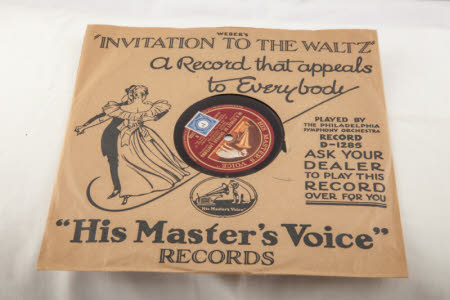 WEBER'S
"INVITATION TO THE WALTZ"
a Record that appeals
to Everybody
PLAYED BY
THE PHILADELPHIA
SYMPHONY ORCHESTRA
RECORD
D-1285
ASK YOUR
DEALER
TO PLAY THIS
RECORD
OVER FOR YOU
"His Master's Voice"
"His Master's Voice"
RECORDS